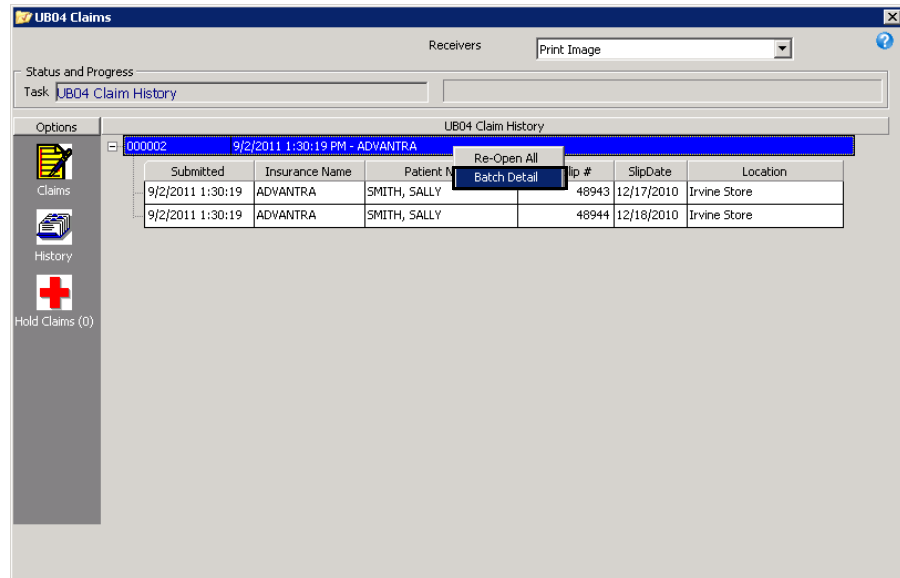 UB04 Claims
Receivers Print Image
Status and Progress
Task UB04 Claim History
Options UB04 Claim History
000002 9/2/2011 1:30:19 PM - ADVANTRA
Re-Open All
Batch Detail
Submitted Insurance Name Patient N lip # SlipDate Location
9/2/2011 1:30:19 ADVANTRA SMITH, SALLY 48943 12/17/2010 Irvine Store
9/2/2011 1:30:19 ADVANTRA SMITH, SALLY 48944 12/18/2010 Irvine Store
Claims
History
Hold Claims (0)